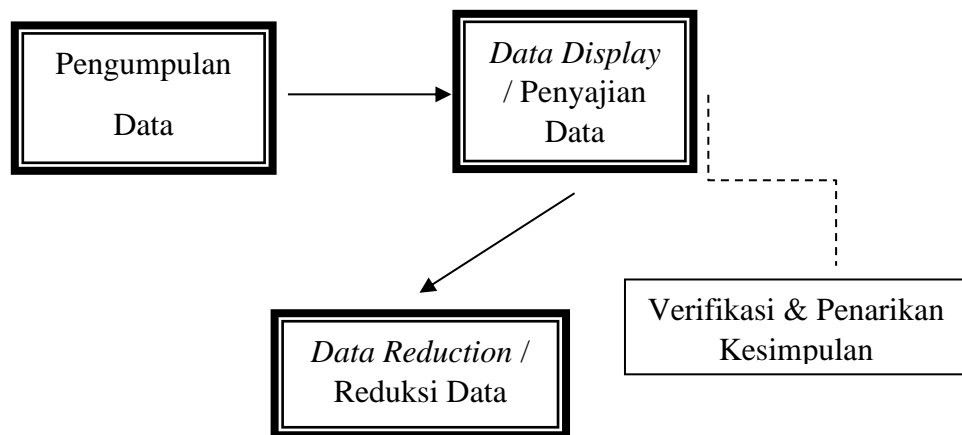 Pengumpulan
Data
Data Display
/ Penyajian
Data
Data Reduction /
Reduksi Data
Verifikasi & Penarikan
Kesimpulan